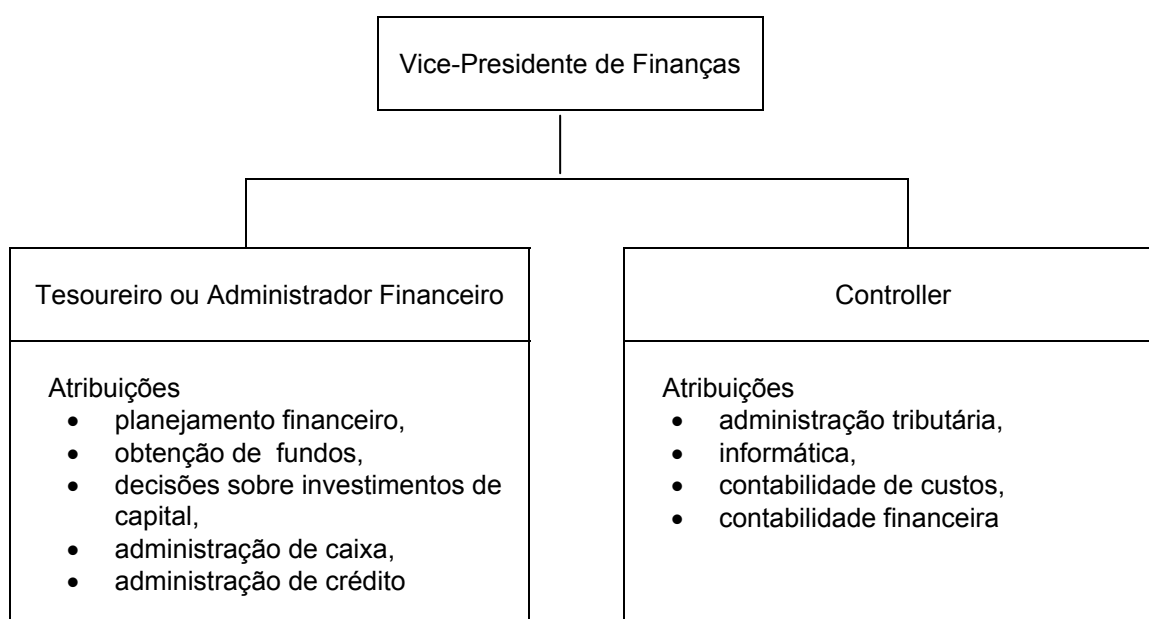 Vice-Presidente de Finanças
Tesoureiro ou Administrador Financeiro
Atribuições
• planejamento financeiro,
• obtenção de fundos,
• decisões sobre investimentos de
capital,
• administração de caixa,
• administração de crédito
Controller
Atribuições
• administração tributária,
• informática,
• contabilidade de custos,
• contabilidade financeira